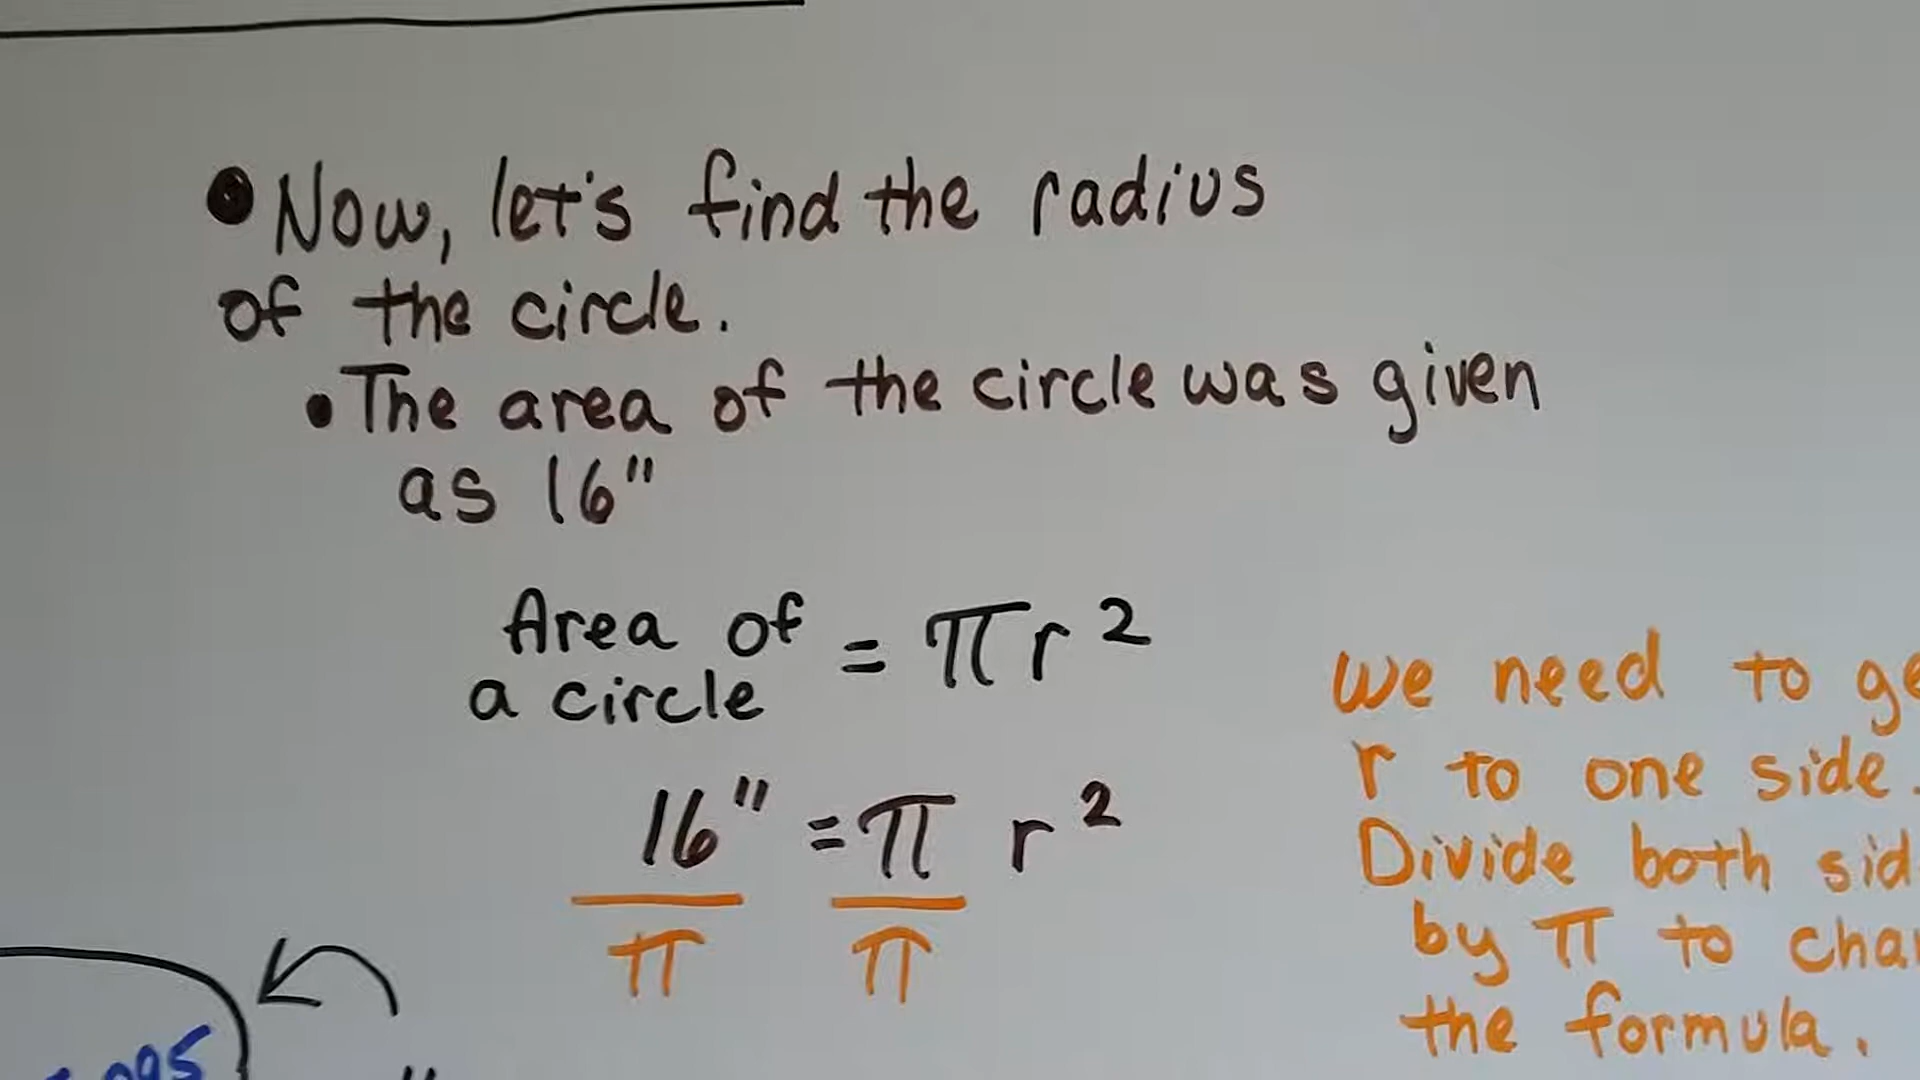 Now, let's find the radius
of the circle.
The area of the circle was given
as 16"
Area of
a circle = πr²
16" = π r²
π π
we need to
r to one side.
Divide both
by π to
the formula.